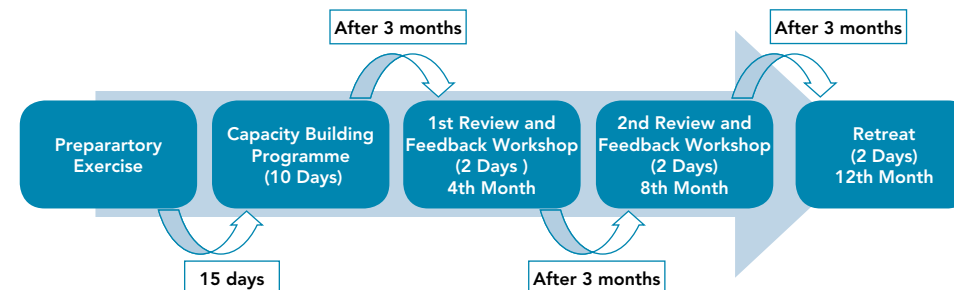 After 3 months
After 3 months
Preparartory
Exercise
Capacity Building
Programme
(10 Days)
1st Review and
Feedback Workshop
(2 Days )
4th Month
2nd Review and
Feedback Workshop
(2 Days)
8th Month
Retreat
(2 Days)
12th Month
15 days
After 3 months